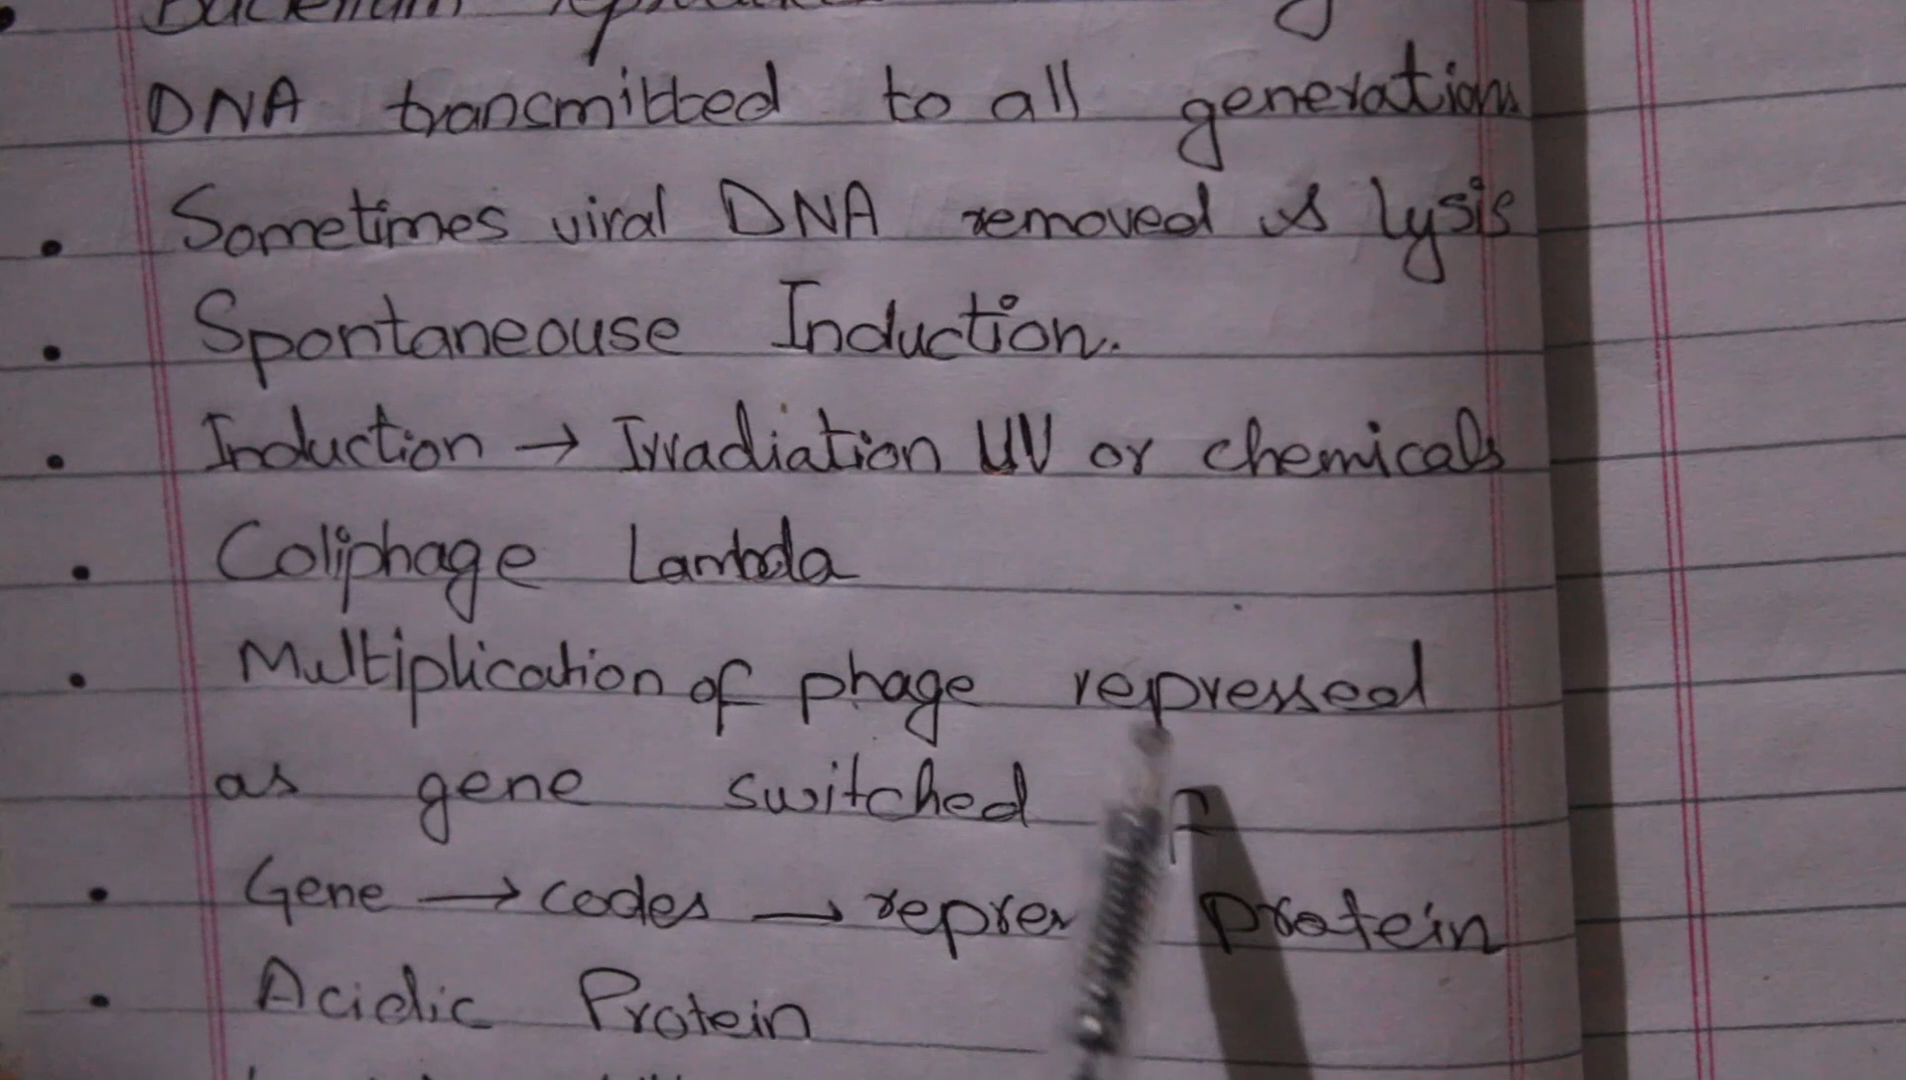 DNA transmitted to all generations
• Sometimes viral DNA removed & lysis
• Spontaneouse Induction.
• Induction → Irradiation UV or chemicals
• Coliphage Lambda
• Multiplication of phage repressed
as gene switched
• Gene → codes → protein
• Acidic Protein